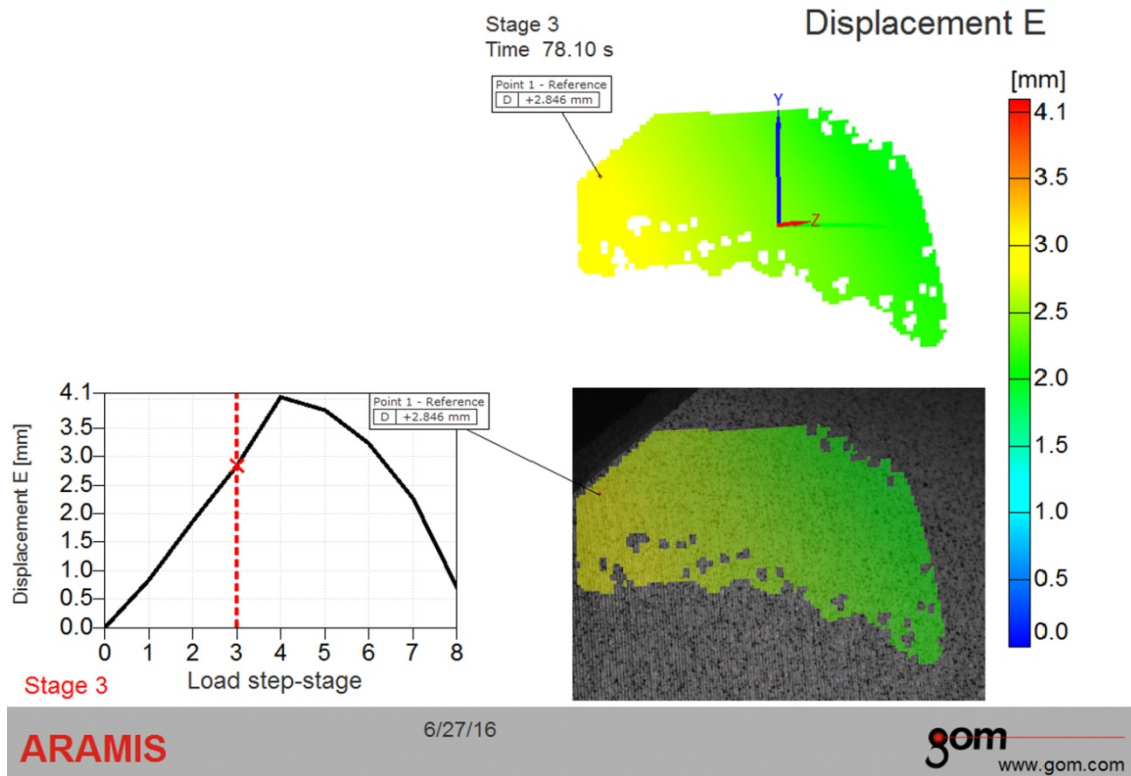 Displacement E
Stage 3
Time 78.10 s
Point 1 - Reference
D +2.846 mm
Y
Z
[mm]
4.1
3.5
3.0
2.5
2.0
1.5
1.0
0.5
0.0
Displacement E [mm]
4.1
3.5
3.0
2.5
2.0
1.5
1.0
0.5
0.0
0 1 2 3 4 5 6 7 8
Load step-stage
Stage 3
Point 1 - Reference
D +2.846 mm
ARAMIS
6/27/16
gom
www.gom.com